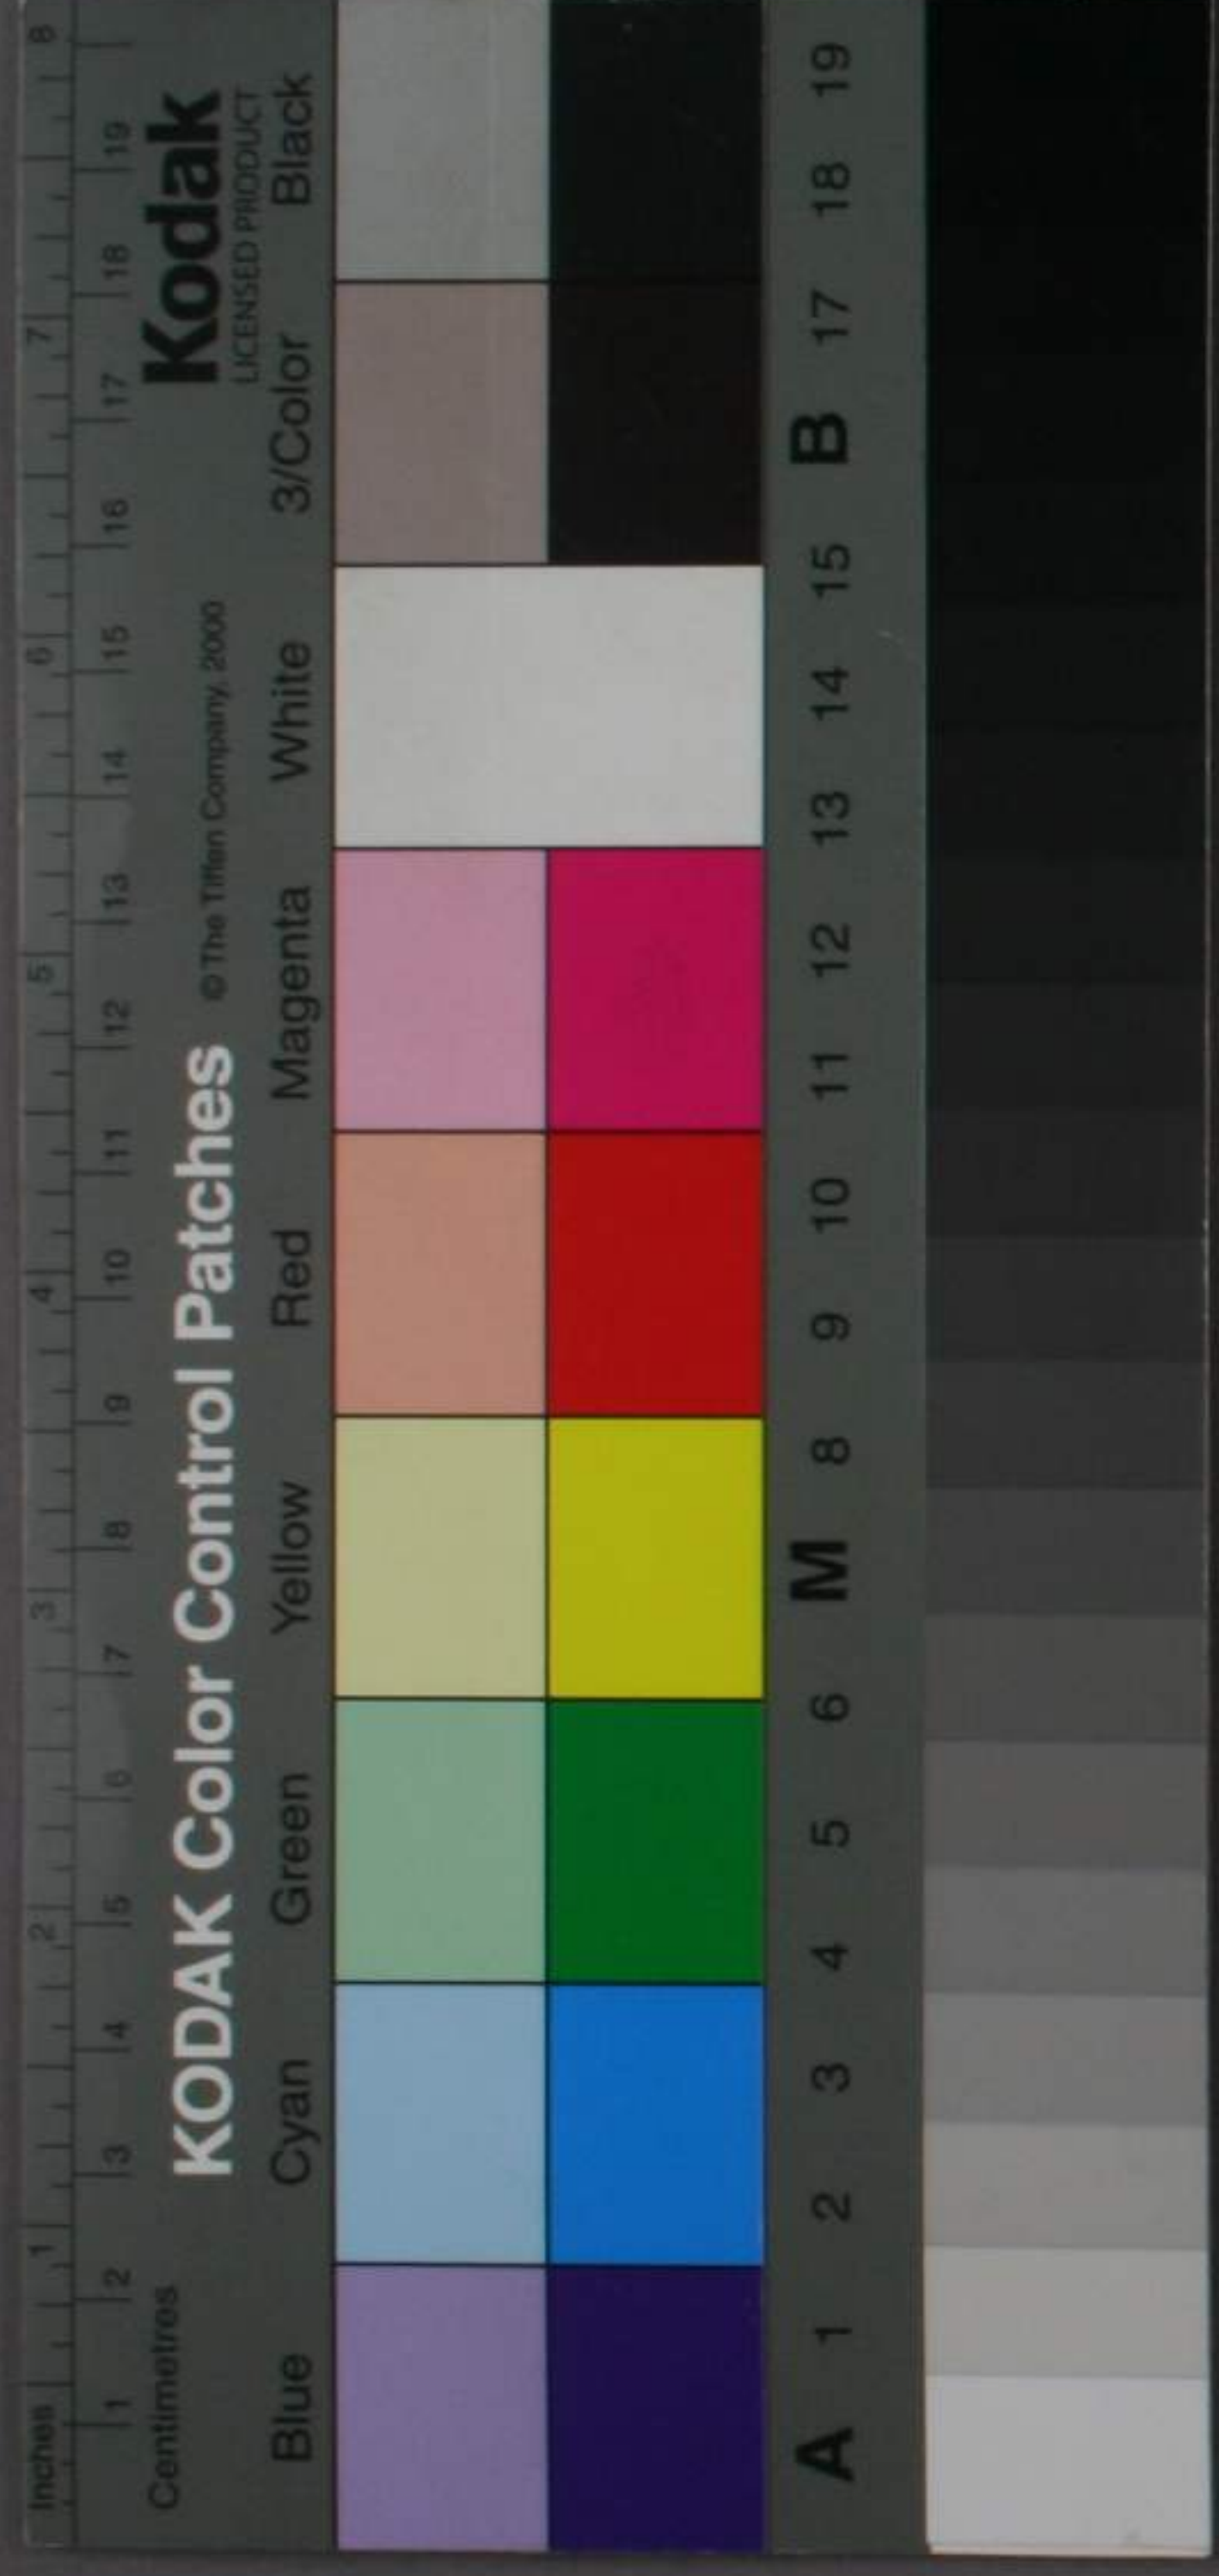 Inches 1 2 3 4 5 6 7 8
Centimetres 1 2 3 4 5 6 7 8 9 10 11 12 13 14 15 16 17 18 19
KODAK Color Control Patches © The Tiffen Company, 2000 Kodak
LICENSED PRODUCT
Blue Cyan Green Yellow Red Magenta White 3/Color Black
A 1 2 3 4 5 6 M 8 9 10 11 12 13 14 15 B 17 18 19